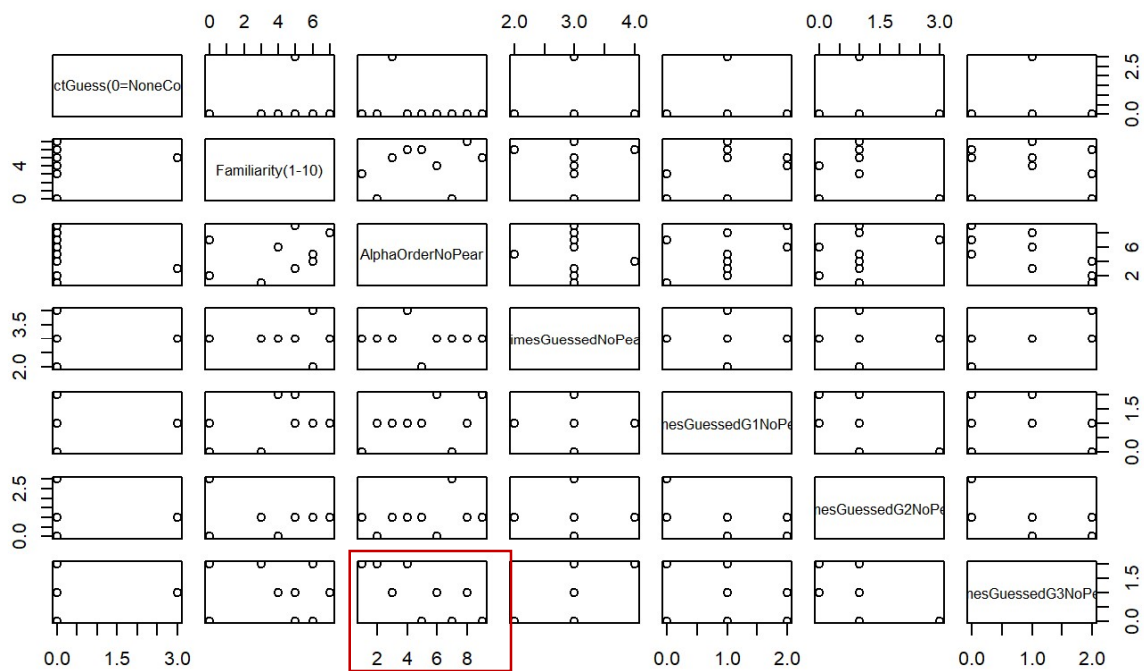 0 2 4 6 2.0 3.0 4.0 0.0 1.5 3.0
ctGuess(0=NoneCo 0.0 2.5
0 4 Familiarity(1-10)
AlphaOrderNoPear 2 6
2.0 3.5 imesGuessedNoPea
nesGuessedG1NoPe 0.0 1.5
0.0 2.5 nesGuessedG2NoPe
nesGuessedG3NoPe 0.0 1.5
0.0 1.5 3.0 2 4 6 8 0.0 1.0 2.0 0.0 1.0 2.0